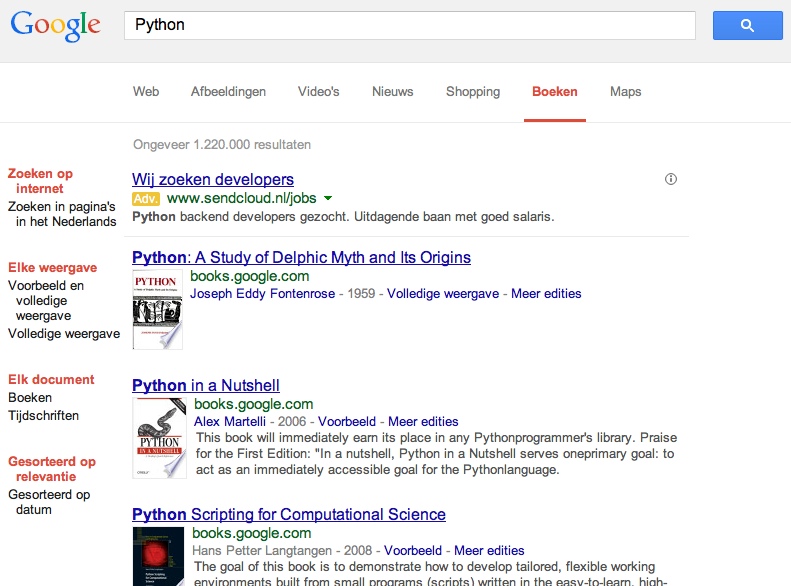 Google
Python
Web Afbeeldingen Video's Nieuws Shopping Boeken Maps
Ongeveer 1.220.000 resultaten
Zoeken op
internet
Zoeken in pagina's
in het Nederlands
Elke weergave
Voorbeeld en
volledige
weergave
Volledige weergave
Elk document
Boeken
Tijdschriften
Gesorteerd op
relevantie
Gesorteerd op
datum
Wij zoeken developers
Adv. www.sendcloud.nl/jobs
Python backend developers gezocht. Uitdagende baan met goed salaris.
Python: A Study of Delphic Myth and Its Origins
PYTHON
books.google.com
Joseph Eddy Fontenrose - 1959 - Volledige weergave - Meer edities
Python in a Nutshell
PYTHON
IN A NUTSHELL
books.google.com
Alex Martelli - 2006 - Voorbeeld - Meer edities
This book will immediately earn its place in any Pythonprogrammer's library. Praise
for the First Edition: "In a nutshell, Python in a Nutshell serves oneprimary goal: to
act as an immediately accessible goal for the Pythonlanguage.
Python Scripting for Computational Science
books.google.com
Hans Petter Langtangen - 2008 - Voorbeeld - Meer edities
The goal of this book is to demonstrate how to develop tailored, flexible working
environments built from small programs (scripts) written in the easy-to-learn, high-